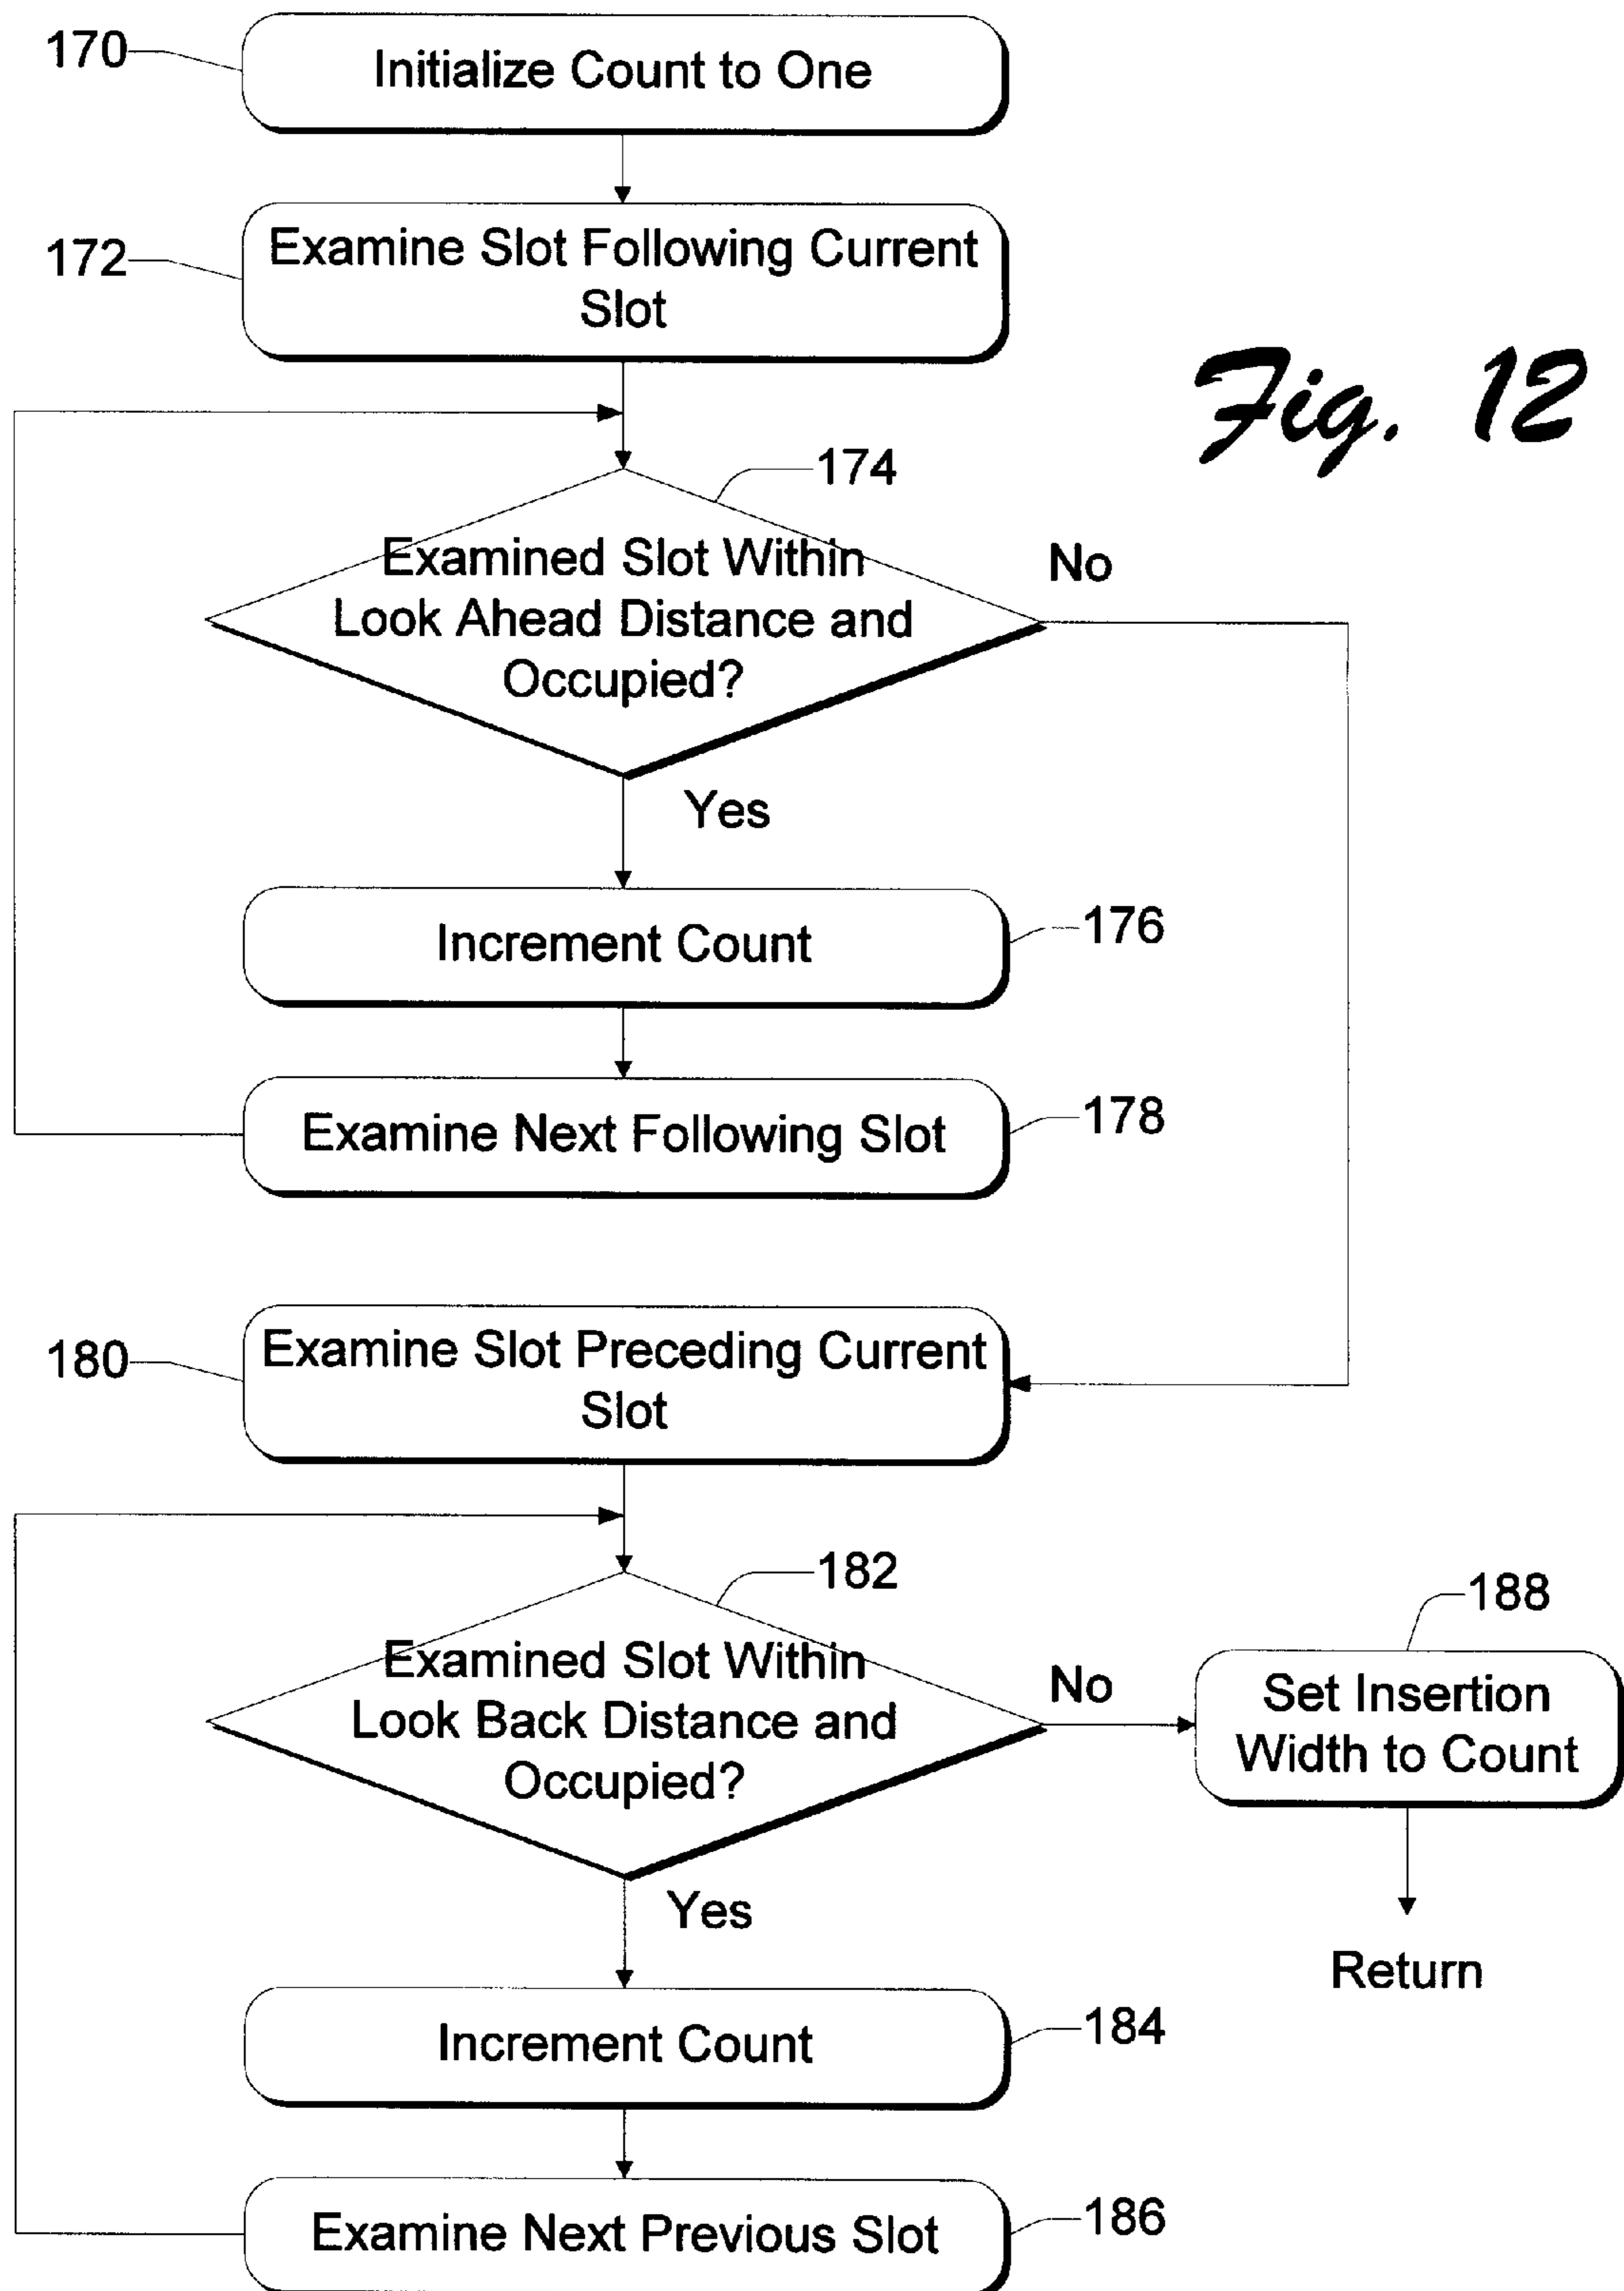 170
Initialize Count to One
172
Examine Slot Following Current
Slot
Fig. 12
174
Examined Slot Within
Look Ahead Distance and
Occupied?
No
Yes
Increment Count
176
Examine Next Following Slot
178
180
Examine Slot Preceding Current
Slot
182
Examined Slot Within
Look Back Distance and
Occupied?
No
188
Set Insertion
Width to Count
Yes
Return
Increment Count
184
Examine Next Previous Slot
186